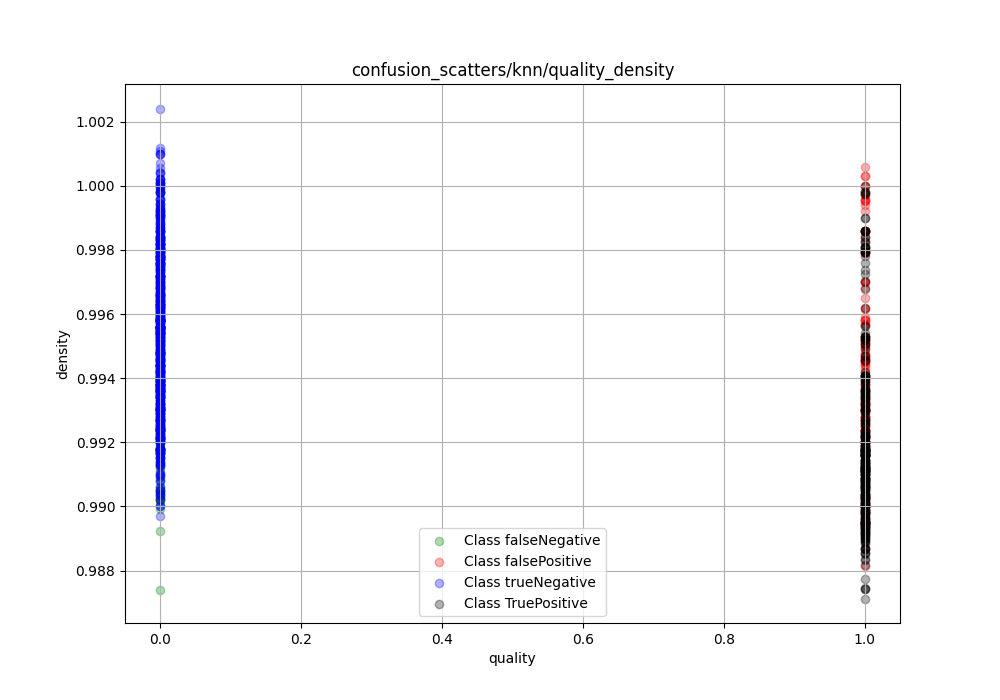 confusion_scatters/knn/quality_density
1.002
1.000
0.998
0.996
0.994
0.992
0.990
0.988
density
Class falseNegative
Class falsePositive
Class trueNegative
Class TruePositive
0.0 0.2 0.4 0.6 0.8 1.0
quality